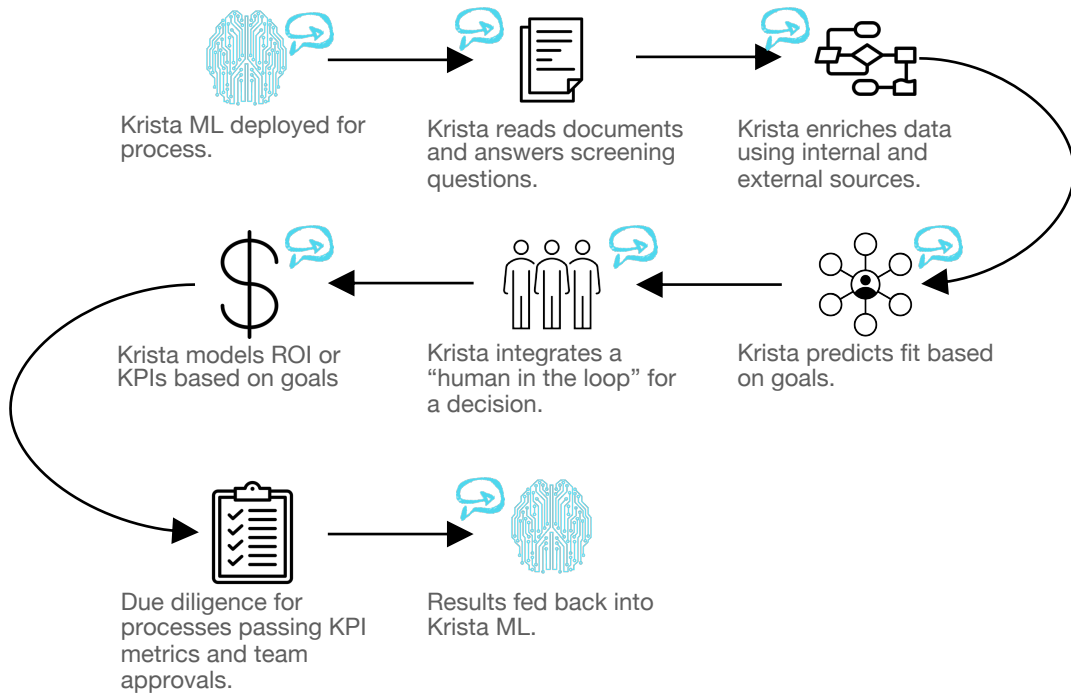 Krista ML deployed for
process.
Krista reads documents
and answers screening
questions.
Krista enriches data
using internal and
external sources.
Krista models ROI or
KPIs based on goals
Krista integrates a
“human in the loop” for
a decision.
Krista predicts fit based
on goals.
Due diligence for
processes passing KPI
metrics and team
approvals.
Results fed back into
Krista ML.